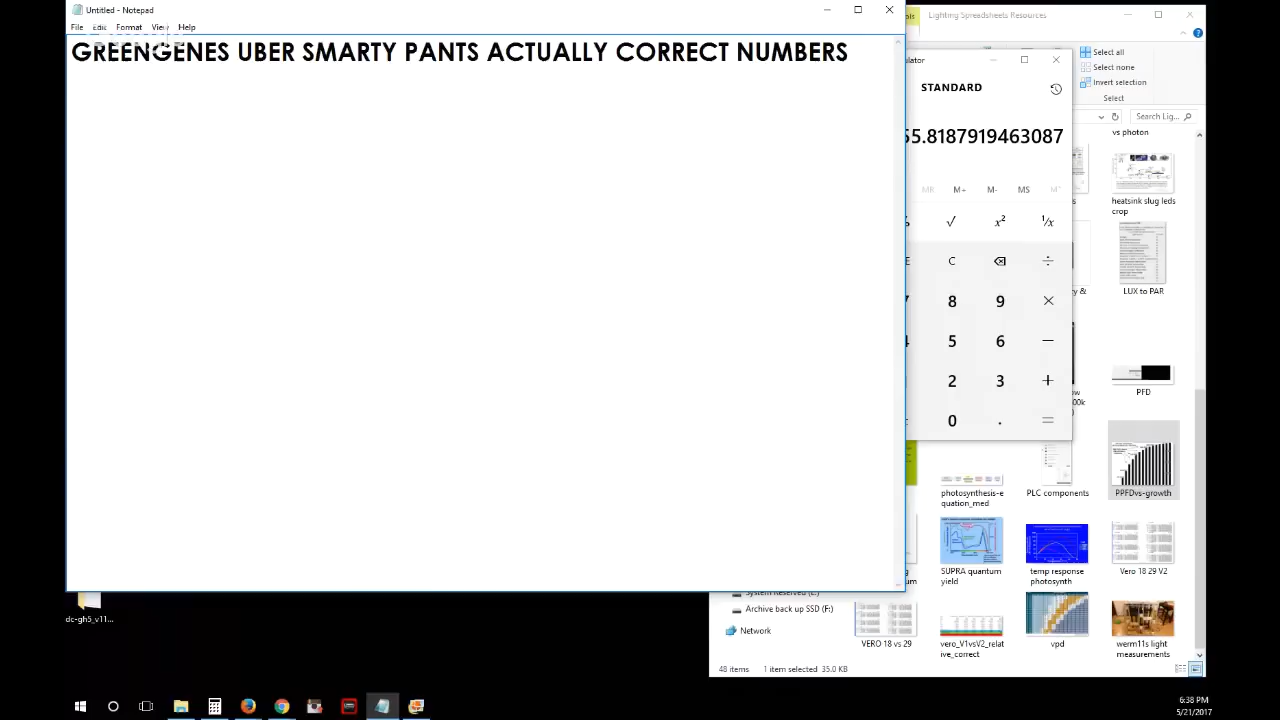 Untitled - Notepad
File Edit Format View Help
GREENGENES UBER SMARTY PANTS ACTUALLY CORRECT NUMBERS
STANDARD
55.8187919463087
MR M+ M- MS
√ x² ¹/x
C ÷
8 9 ×
5 6 −
2 3 +
0 . =
Lighting Spreadsheets Resources
Select all
Select none
Invert selection
Select
Search Lig...
vs photon
heatsink slug leds crop
LUX to PAR
PFD
photosynthesis-equation_med
PLC components
PPFDvs-growth
SUPRA quantum yield
temp response photosynth
Vero 18 29 V2
System Reserved (E:)
Archive back up SSD (F:)
Network
VERO 18 vs 29
vero_V1vsV2_relative_correct
vpd
werm11s light measurements
48 items 1 item selected 35.0 KB
dc-gh5_v11...
6:38 PM
5/21/2017